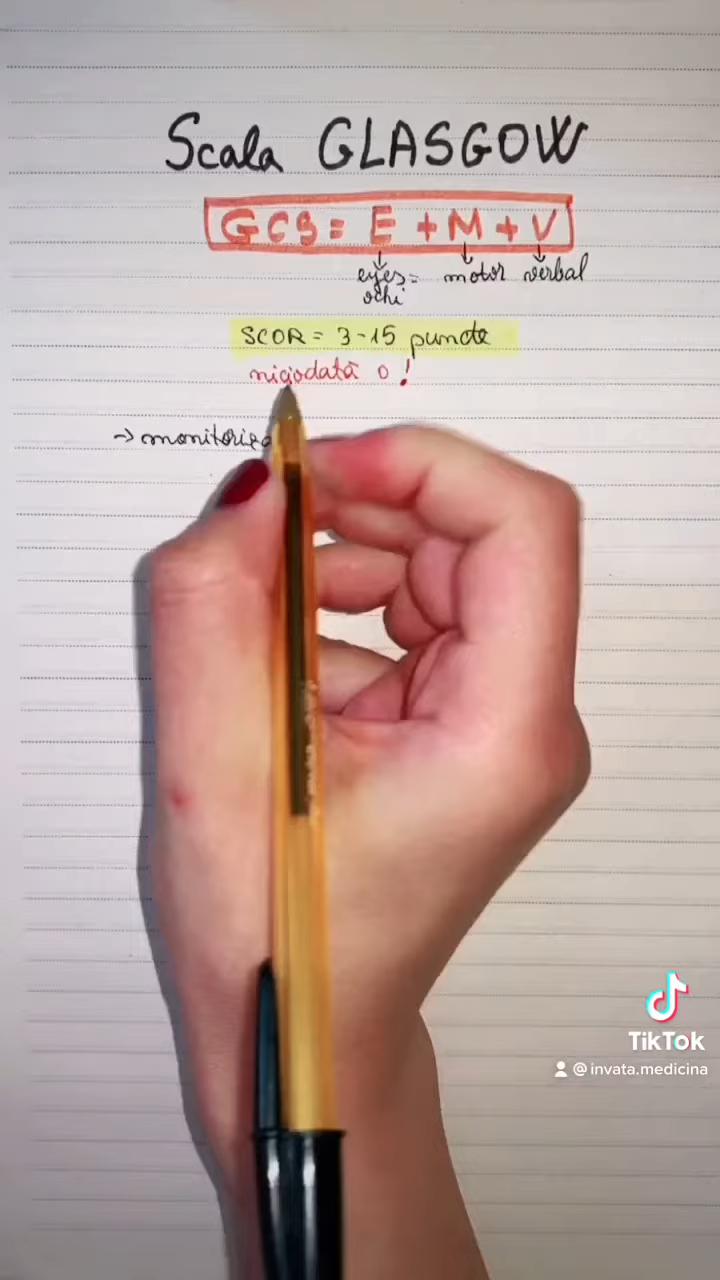 Scala GLASGOW
GCS = E + M + V
eyes = motor verbal
ochi
SCOR = 3-15 puncte
niciodată 0 !
→ monitoriza
TikTok
@invata.medicina